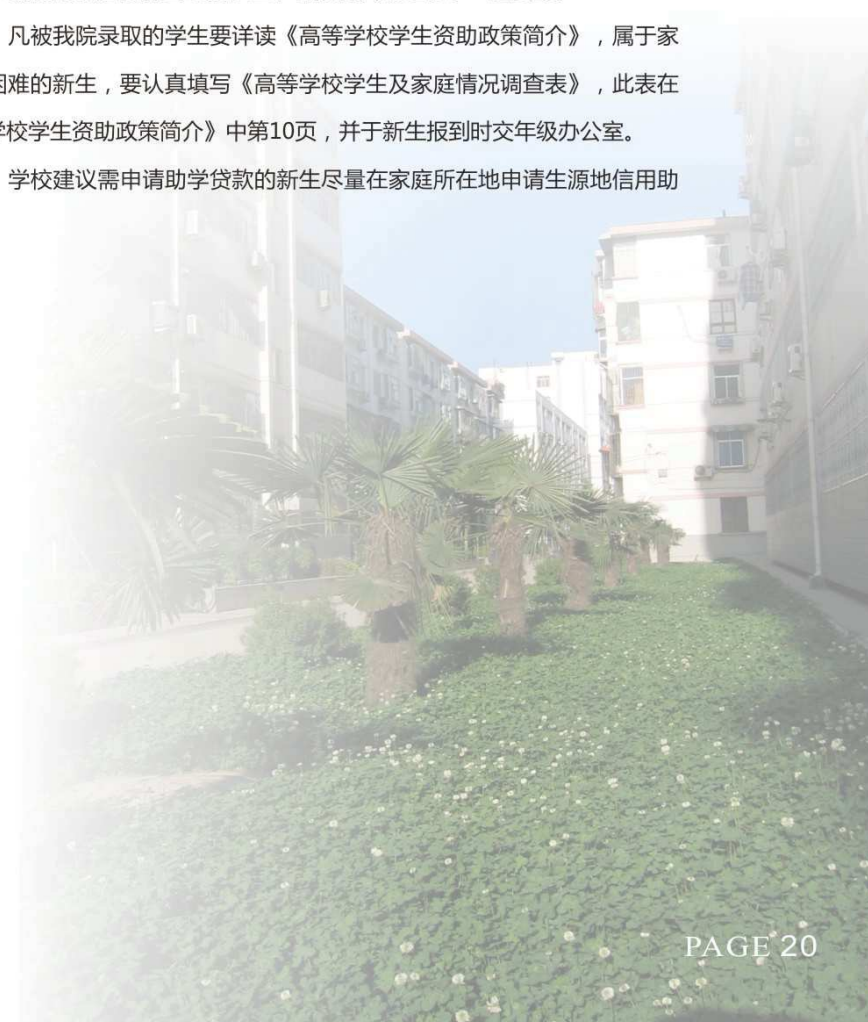 凡被我院录取的学生要详读《高等学校学生资助政策简介》，属于家
困难的新生，要认真填写《高等学校学生及家庭情况调查表》，此表在
学校学生资助政策简介》中第10页，并于新生报到时交年级办公室。
学校建议需申请助学贷款的新生尽量在家庭所在地申请生源地信用助
PAGE 20